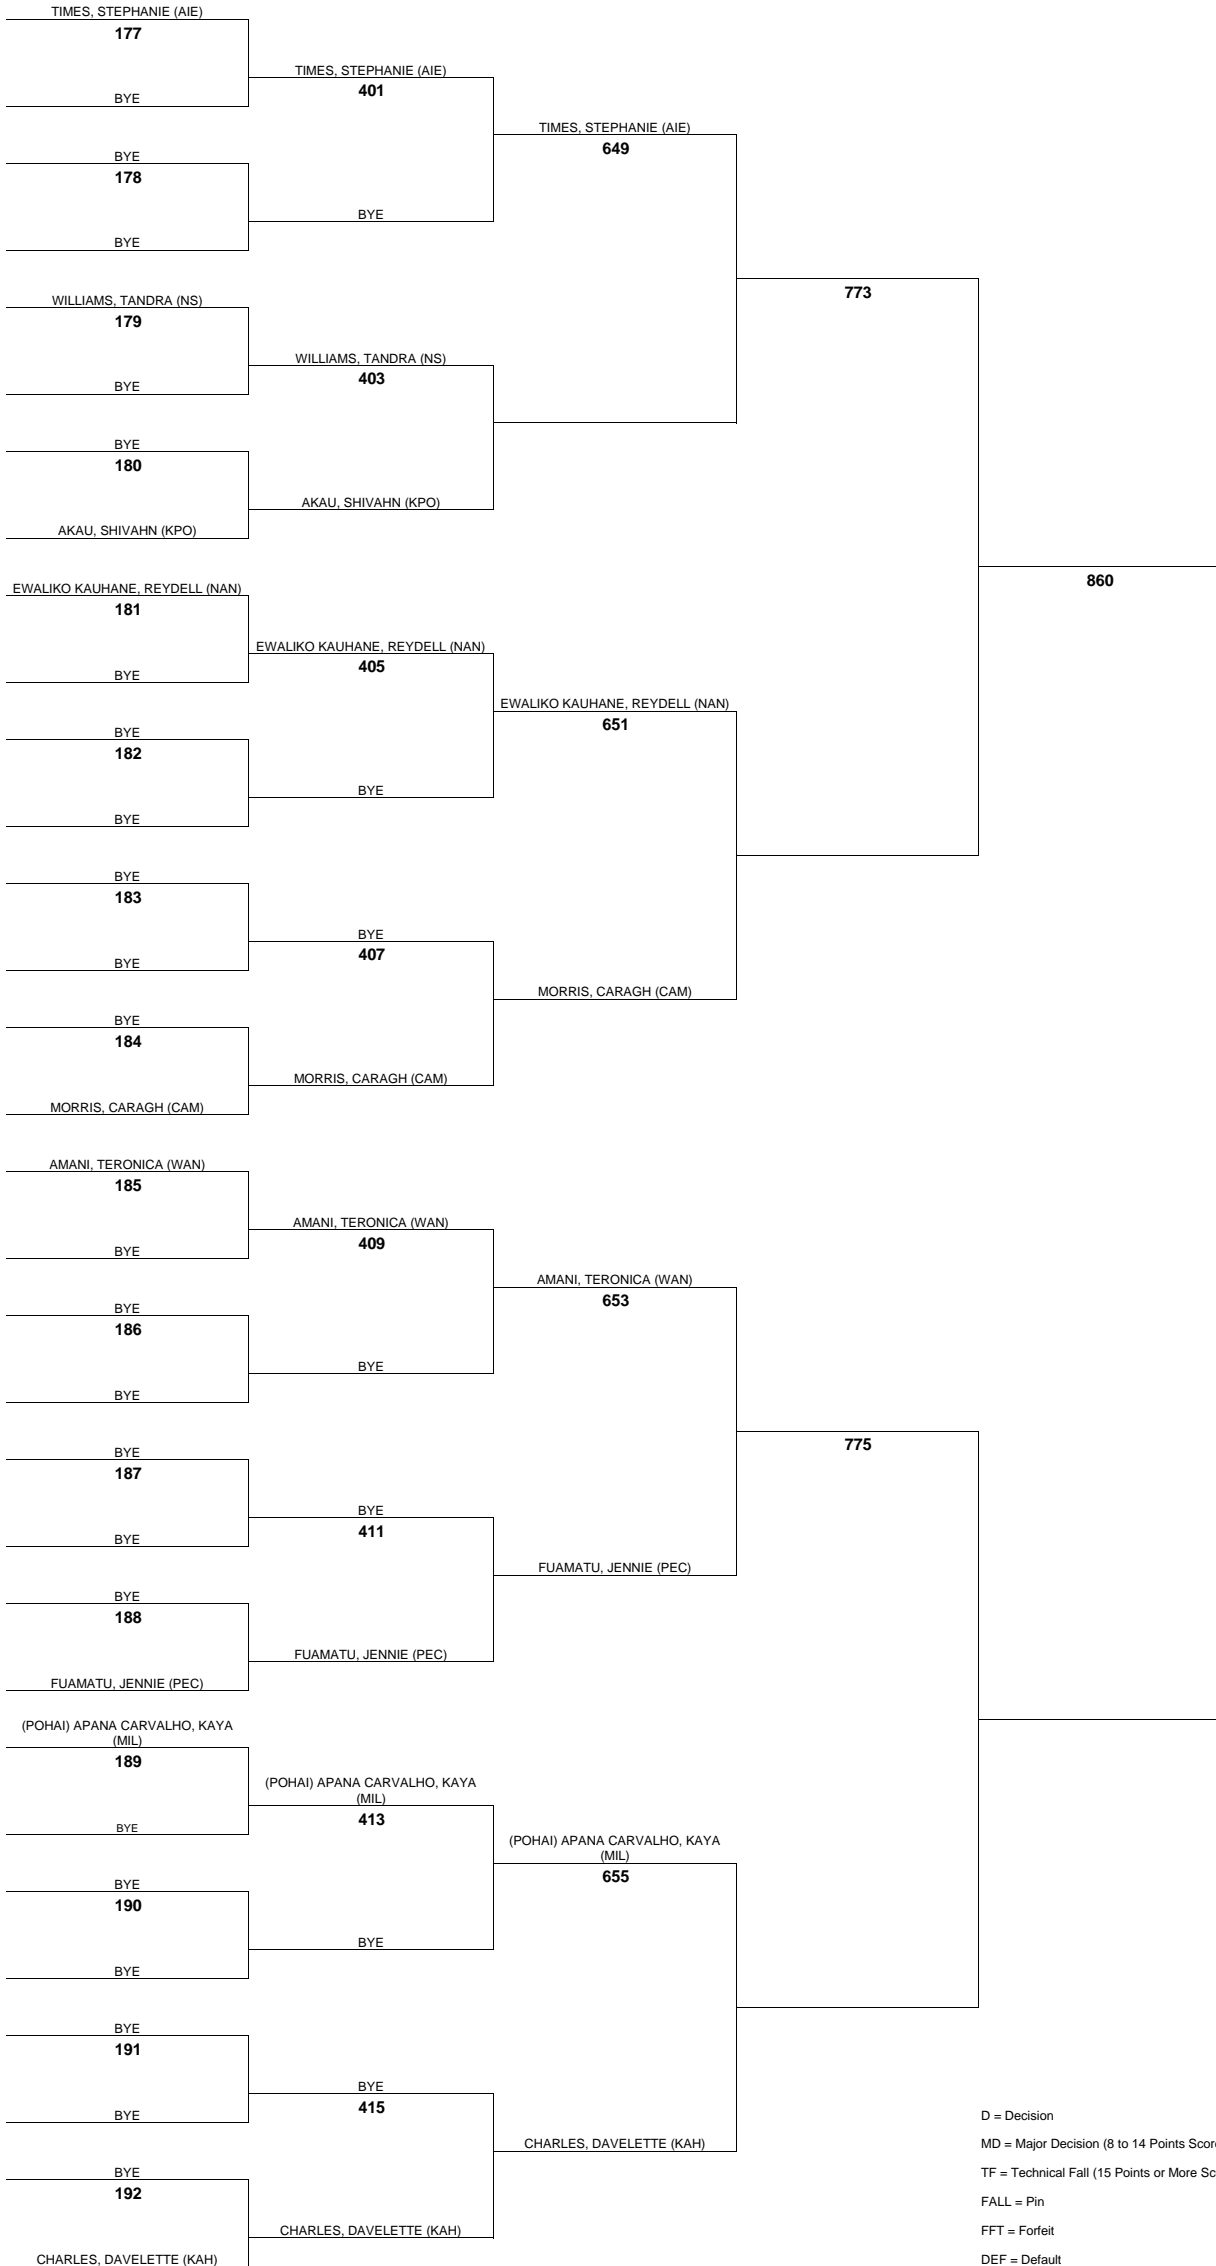 TIMES, STEPHANIE (AIE)
177
TIMES, STEPHANIE (AIE)
401
BYE
TIMES, STEPHANIE (AIE)
649
BYE
178
BYE
BYE
773
WILLIAMS, TANDRA (NS)
179
WILLIAMS, TANDRA (NS)
403
BYE
BYE
180
AKAU, SHIVAHN (KPO)
AKAU, SHIVAHN (KPO)
860
EWALIKO KAUHANE, REYDELL (NAN)
181
EWALIKO KAUHANE, REYDELL (NAN)
405
BYE
EWALIKO KAUHANE, REYDELL (NAN)
651
BYE
182
BYE
BYE
BYE
183
BYE
407
BYE
MORRIS, CARAGH (CAM)
BYE
184
MORRIS, CARAGH (CAM)
MORRIS, CARAGH (CAM)
AMANI, TERONICA (WAN)
185
AMANI, TERONICA (WAN)
409
BYE
AMANI, TERONICA (WAN)
653
BYE
186
BYE
BYE
775
BYE
187
BYE
411
BYE
FUAMATU, JENNIE (PEC)
BYE
188
FUAMATU, JENNIE (PEC)
FUAMATU, JENNIE (PEC)
(POHAI) APANA CARVALHO, KAYA
(MIL)
189
(POHAI) APANA CARVALHO, KAYA
(MIL)
413
BYE
(POHAI) APANA CARVALHO, KAYA
(MIL)
655
BYE
190
BYE
BYE
BYE
191
BYE
415
BYE
CHARLES, DAVELETTE (KAH)
BYE
192
CHARLES, DAVELETTE (KAH)
CHARLES, DAVELETTE (KAH)
D = Decision
MD = Major Decision (8 to 14 Points
TF = Technical Fall (15 Points or More
FALL = Pin
FFT = Forfeit
DEF = Default